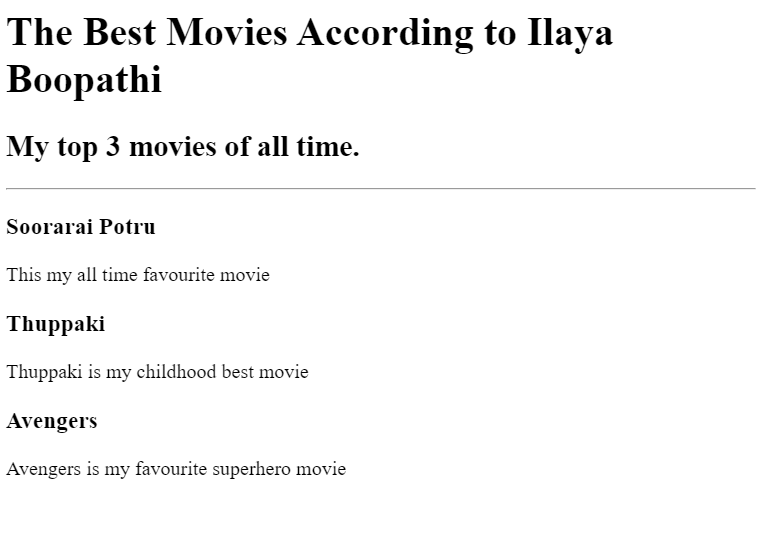 The Best Movies According to Ilaya
Boopathi
My top 3 movies of all time.
Soorarai Potru
This my all time favourite movie
Thuppaki
Thuppaki is my childhood best movie
Avengers
Avengers is my favourite superhero movie